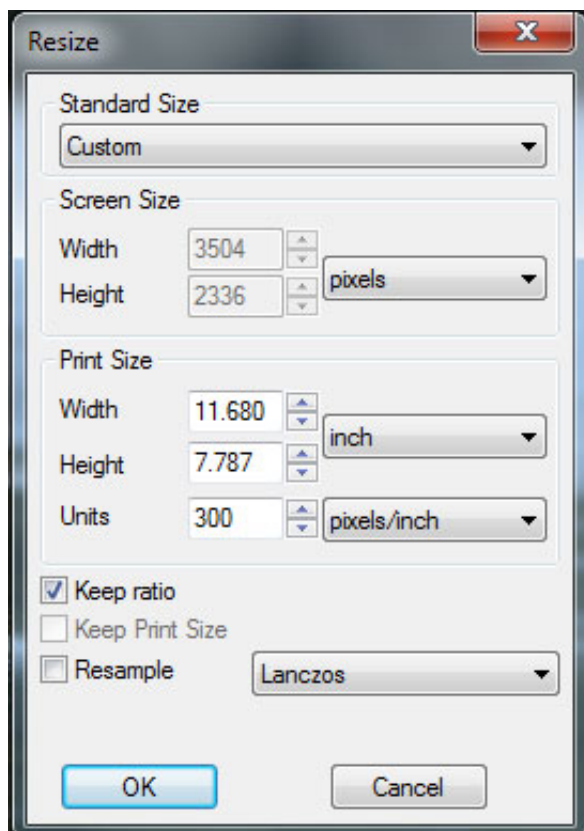 Resize
Standard Size
Custom
Screen Size
Width 3504
pixels
Height 2336
Print Size
Width 11.680
inch
Height 7.787
Units 300 pixels/inch
Keep ratio
Keep Print Size
Resample Lanczos
OK Cancel